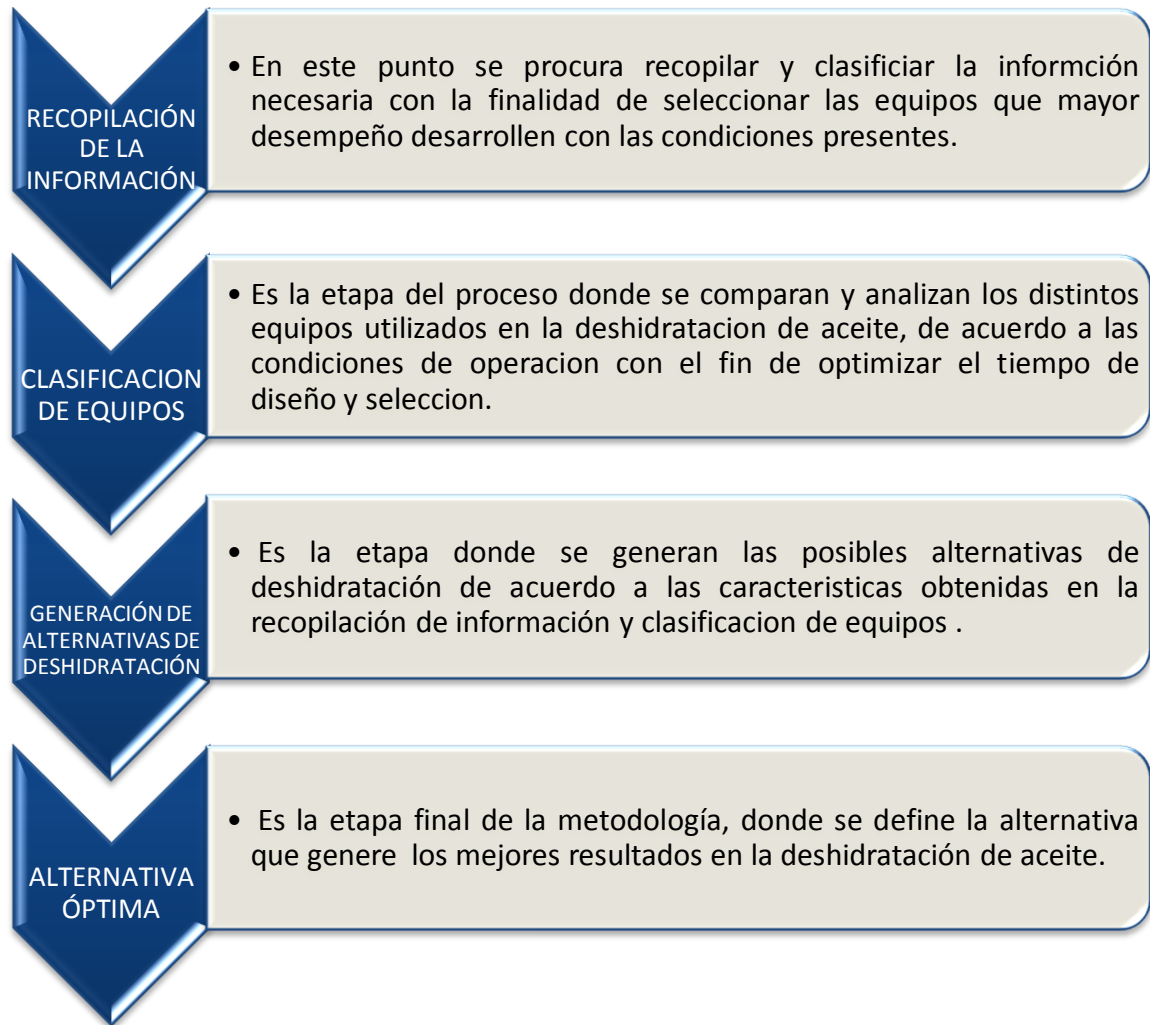 RECOPILACIÓN
DE LA
INFORMACIÓN
• En este punto se procura recopilar y clasificiar la informción
necesaria con la finalidad de seleccionar las equipos que mayor
desempeño desarrollen con las condiciones presentes.
CLASIFICACION
DE EQUIPOS
• Es la etapa del proceso donde se comparan y analizan los distintos
equipos utilizados en la deshidratacion de aceite, de acuerdo a las
condiciones de operacion con el fin de optimizar el tiempo de
diseño y seleccion.
GENERACIÓN DE
ALTERNATIVAS DE
DESHIDRATACIÓN
• Es la etapa donde se generan las posibles alternativas de
deshidratación de acuerdo a las caracteristicas obtenidas en la
recopilación de información y clasificacion de equipos .
ALTERNATIVA
ÓPTIMA
• Es la etapa final de la metodología, donde se define la alternativa
que genere los mejores resultados en la deshidratación de aceite.